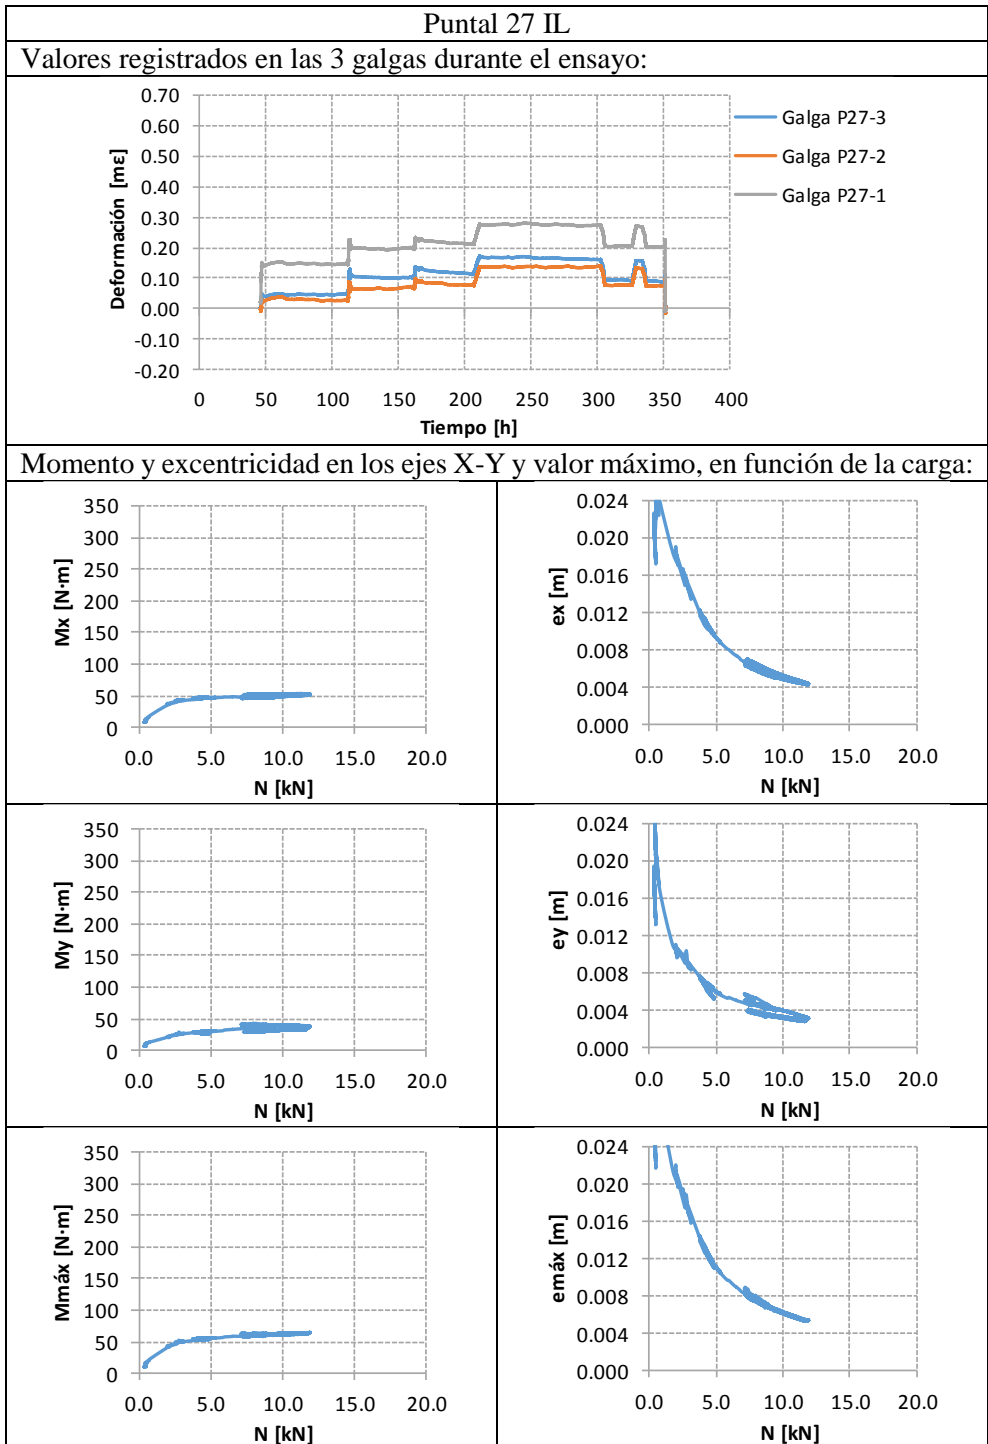 Puntal 27 IL
Valores registrados en las 3 galgas durante el ensayo:
0.70
0.60
0.50
0.40
0.30
0.20
0.10
0.00
-0.10
-0.20
Deformación [mε]
0 50 100 150 200 250 300 350 400
Tiempo [h]
Galga P27-3
Galga P27-2
Galga P27-1
Momento y excentricidad en los ejes X-Y y valor máximo, en función de la carga:
350
300
250
200
150
100
50
0
Mx [N·m]
0.0 5.0 10.0 15.0 20.0
N [kN]
0.024
0.020
0.016
0.012
0.008
0.004
0.000
ex [m]
0.0 5.0 10.0 15.0 20.0
N [kN]
350
300
250
200
150
100
50
0
My [N·m]
0.0 5.0 10.0 15.0 20.0
N [kN]
0.024
0.020
0.016
0.012
0.008
0.004
0.000
ey [m]
0.0 5.0 10.0 15.0 20.0
N [kN]
350
300
250
200
150
100
50
0
Mmáx [N·m]
0.0 5.0 10.0 15.0 20.0
N [kN]
0.024
0.020
0.016
0.012
0.008
0.004
0.000
emáx [m]
0.0 5.0 10.0 15.0 20.0
N [kN]